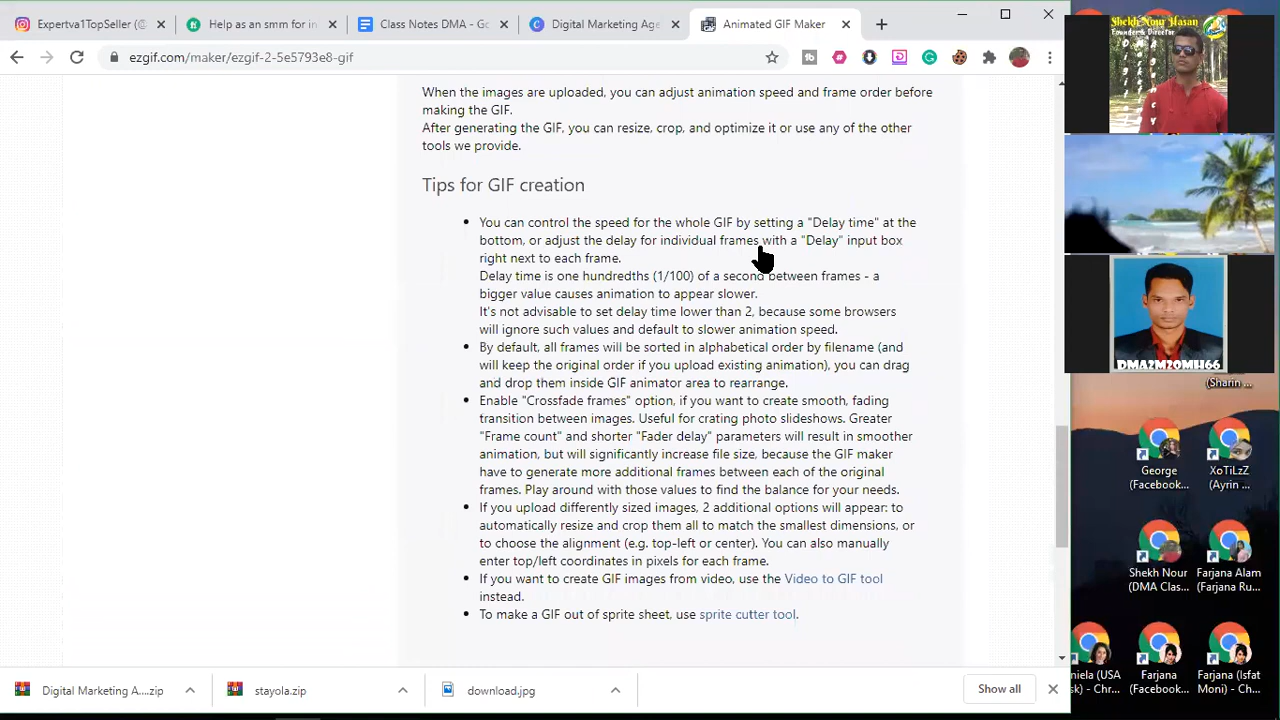 Expertva1TopSeller (@
Help as an smm for in
Class Notes DMA - Go
Digital Marketing Age
Animated GIF Maker
ezgif.com/maker/ezgif-2-5e5793e8-gif
When the images are uploaded, you can adjust animation speed and frame order before
making the GIF.
After generating the GIF, you can resize, crop, and optimize it or use any of the other
tools we provide.
Tips for GIF creation
You can control the speed for the whole GIF by setting a "Delay time" at the
bottom, or adjust the delay for individual frames with a "Delay" input box
right next to each frame.
Delay time is one hundredths (1/100) of a second between frames - a
bigger value causes animation to appear slower.
It's not advisable to set delay time lower than 2, because some browsers
will ignore such values and default to slower animation speed.
By default, all frames will be sorted in alphabetical order by filename (and
will keep the original order if you upload existing animation), you can drag
and drop them inside GIF animator area to rearrange.
Enable "Crossfade frames" option, if you want to create smooth, fading
transition between images. Useful for crating photo slideshows. Greater
"Frame count" and shorter "Fader delay" parameters will result in smoother
animation, but will significantly increase file size, because the GIF maker
have to generate more additional frames between each of the original
frames. Play around with those values to find the balance for your needs.
If you upload differently sized images, 2 additional options will appear: to
automatically resize and crop them all to match the smallest dimensions, or
to choose the alignment (e.g. top-left or center). You can also manually
enter top/left coordinates in pixels for each frame.
If you want to create GIF images from video, use the Video to GIF tool
instead.
To make a GIF out of sprite sheet, use sprite cutter tool.
Digital Marketing A....zip
stayola.zip
download.jpg
Show all
Shekh Nour Hasan
Founder & Director
Digital
Marketing
Agency
DMA2M20MH66
(Sharin ...
George
(Facebook...
XoTiLzZ
(Ayrin ...
Shekh Nour
(DMA Clas...
Farjana Alam
(Farjana Ru...
niela (USA
sk) - Chr...
Farjana
(Facebook...
Farjana (Isfat
Moni) - Ch...